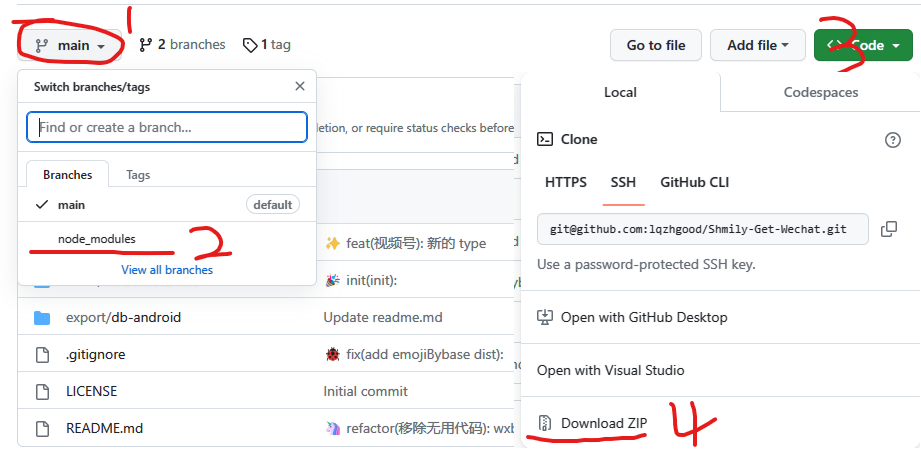 1
main
2 branches
1 tag
Go to file
Add file
3
Code
Switch branches/tags
Find or create a branch...
etion, or require status checks before
Branches
Tags
main
default
node_modules
2
View all branches
feat(视频号): 新的 type
init(init):
export/db-android
Update readme.md
.gitignore
fix(add emojiBybase dist):
LICENSE
Initial commit
README.md
refactor(移除无用代码): wxb
Local
Codespaces
Clone
HTTPS
SSH
GitHub CLI
git@github.com:lqzhgood/Shmily-Get-Wechat.git
Use a password-protected SSH key.
Open with GitHub Desktop
Open with Visual Studio
Download ZIP
4